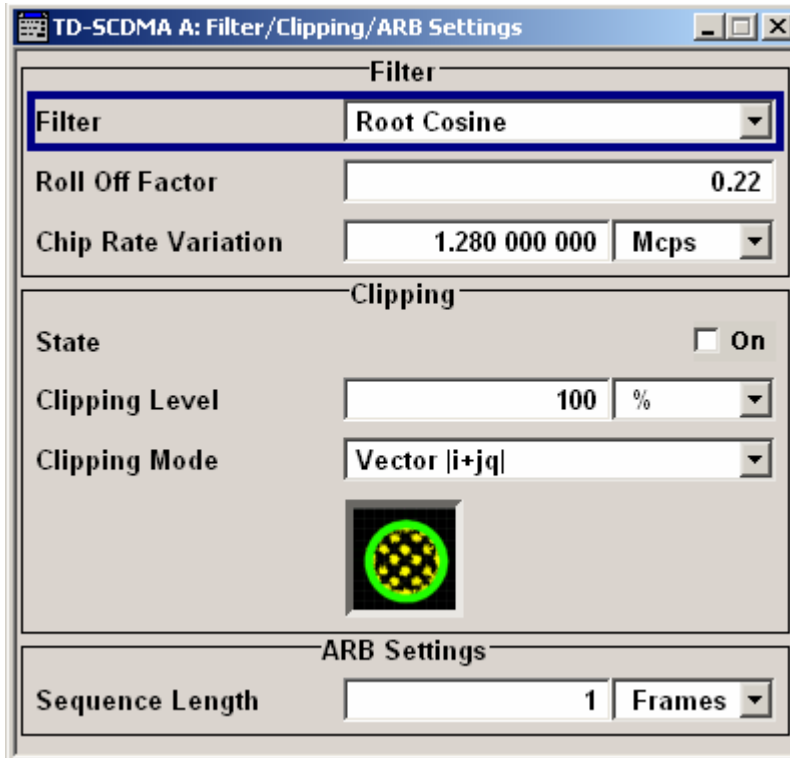 TD-SCDMA A: Filter/Clipping/ARB Settings
Filter
Filter Root Cosine
Roll Off Factor 0.22
Chip Rate Variation 1.280 000 000 Mcps
Clipping
State On
Clipping Level 100 %
Clipping Mode Vector |i+jq|
ARB Settings
Sequence Length 1 Frames